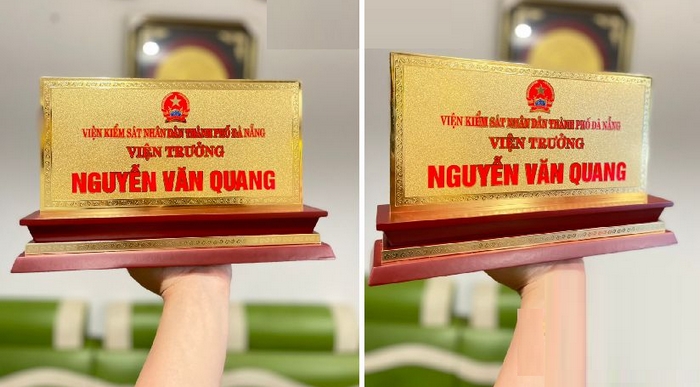 VIỆN KIỂM SÁT NHÂN DÂN THÀNH PHỐ ĐÀ NẴNG
VIỆN TRƯỞNG
NGUYỄN VĂN QUANG
VIỆN KIỂM SÁT NHÂN DÂN THÀNH PHỐ ĐÀ NẴNG
VIỆN TRƯỞNG
NGUYỄN VĂN QUANG